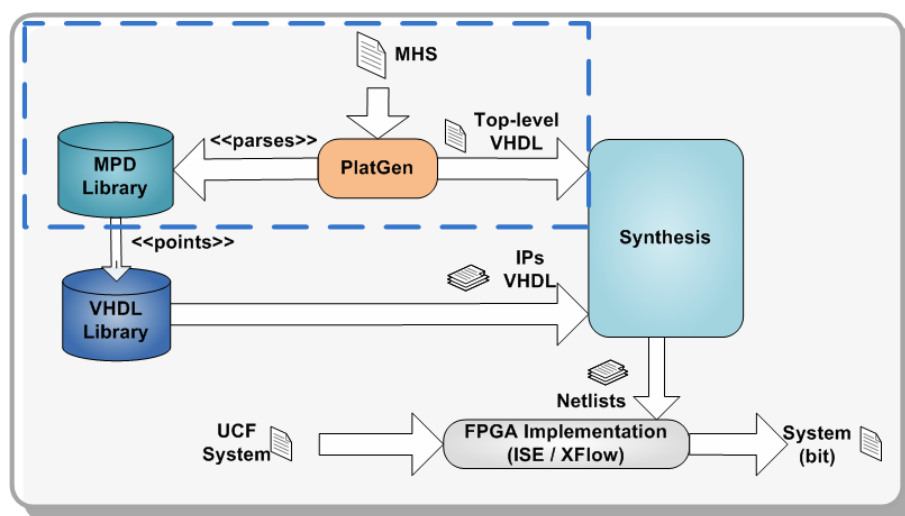 MHS
Top-level
VHDL
<<parses>>
PlatGen
MPD
Library
Synthesis
<<points>>
IPs
VHDL
VHDL
Library
Netlists
UCF
System
FPGA Implementation
(ISE / XFlow)
System
(bit)